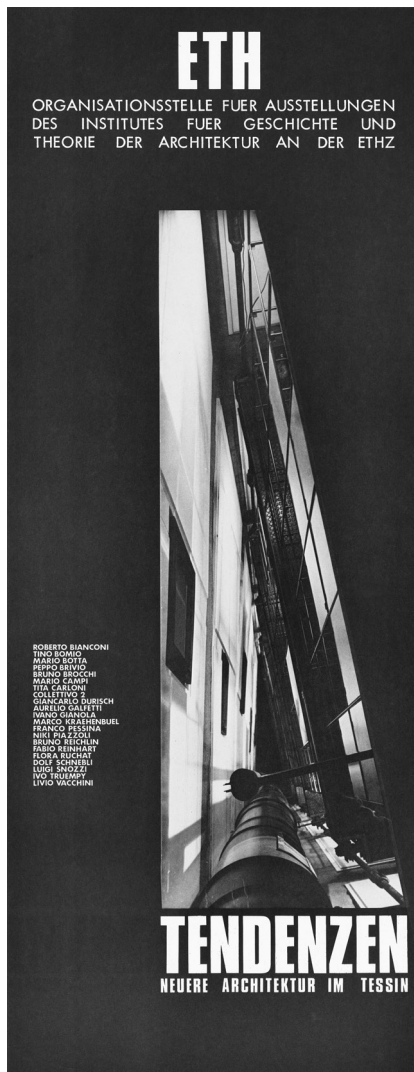 ETH
ORGANISATIONSSTELLE FUER AUSSTELLUNGEN
DES INSTITUTES FUER GESCHICHTE UND
THEORIE DER ARCHITEKTUR AN DER ETHZ
ROBERTO BIANCONI
TINO BOMIO
MARIO BOTTA
PEPPO BRIVIO
BRUNO BROCCHI
MARIO CAMPI
TITA CARLONI
COLLETTIVO 2
GIANCARLO DURISCH
AURELIO GALFETTI
IVANO GIANOLA
MARCO KRAEHENBUEL
FRANCO PESSINA
NIKI PIAZZOLI
BRUNO REICHLIN
FABIO REINHART
FLORA RUCHAT
DOLF SCHNEBLI
LUIGI SNOZZI
IVO TRUEMPY
LIVIO VACCHINI
TENDENZEN
NEUERE ARCHITEKTUR IM TESSIN